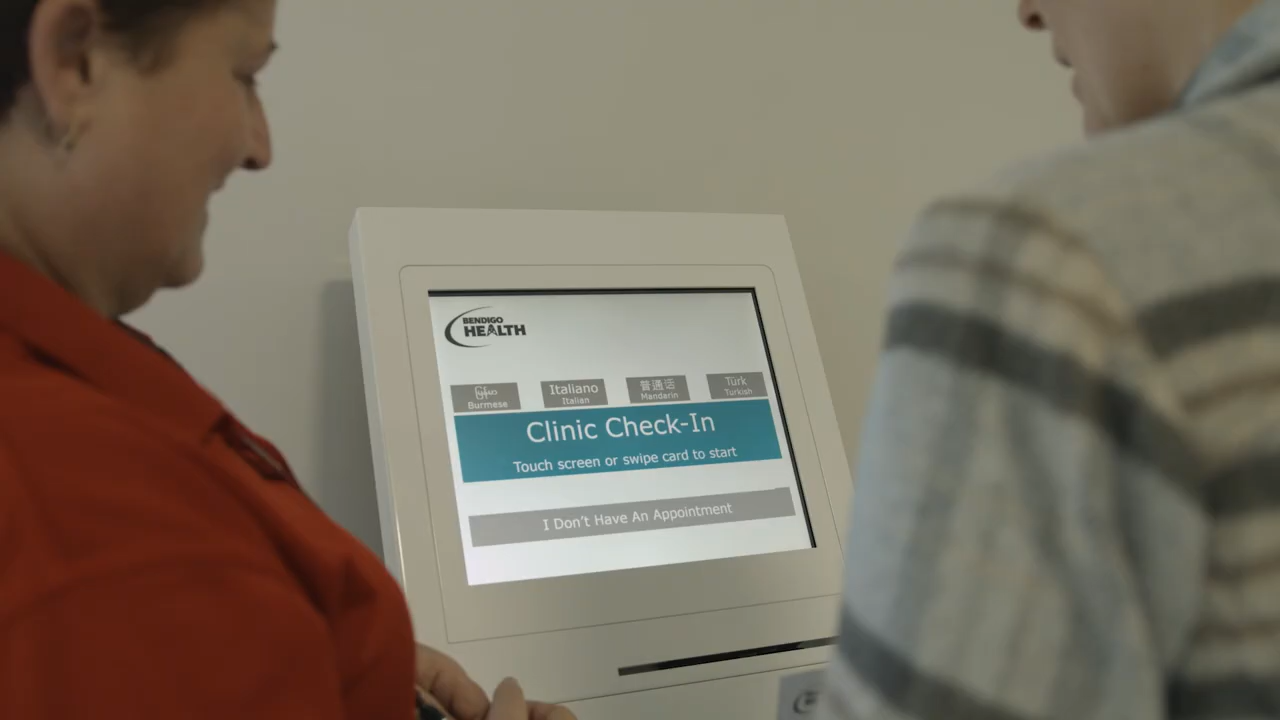 BENDIGO
HEALTH
Burmese
Italiano
Italian
普通话
Mandarin
Türk
Turkish
Clinic Check-In
Touch screen or swipe card to start
I Don't Have An Appointment